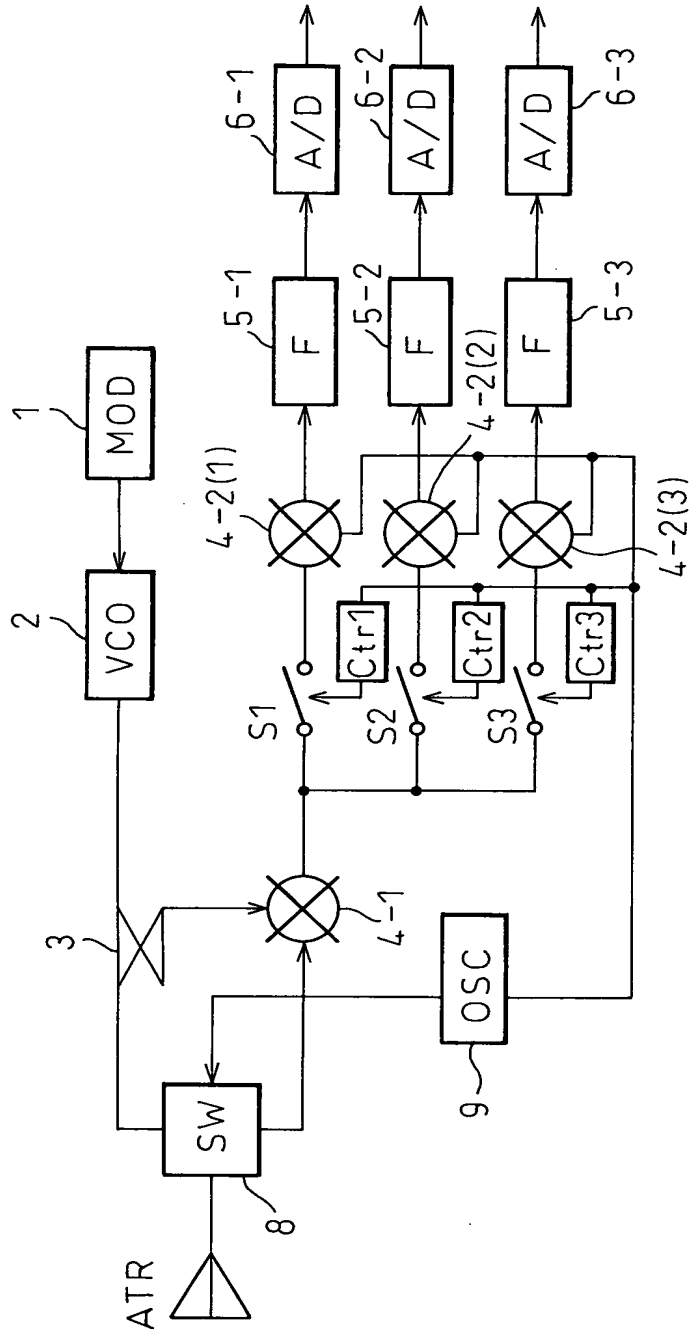 ATR
SW
8
3
VCO
2
MOD
1
4-1
OSC
9
S1
Ctr1
4-2(1)
F
5-1
A/D
6-1
S2
Ctr2
4-2(2)
F
5-2
A/D
6-2
S3
Ctr3
4-2(3)
F
5-3
A/D
6-3